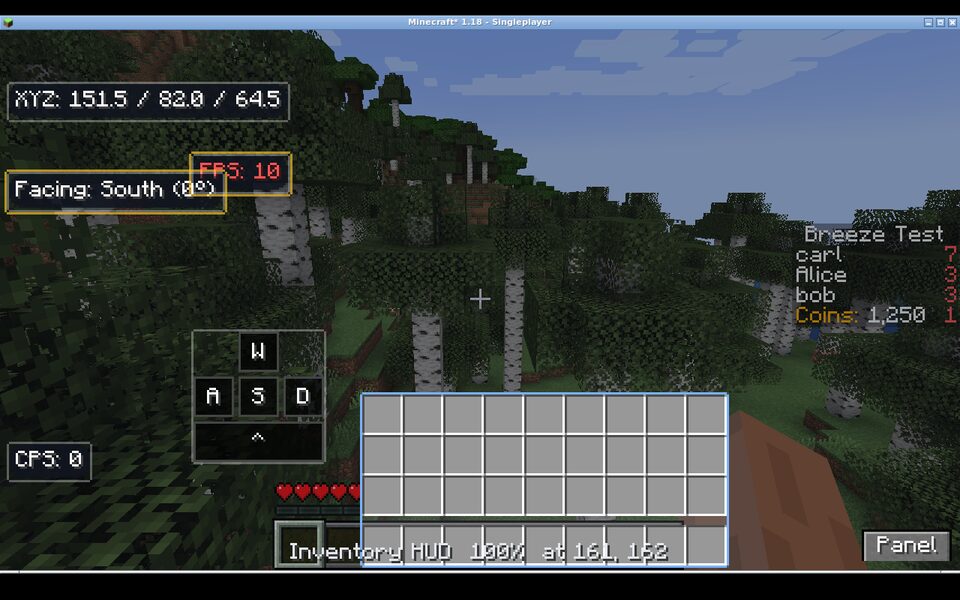 Minecraft* 1.18 - Singleplayer
XYZ: 151.5 / 82.0 / 64.5
FPS: 10
Facing: South (0°)
Breeze Test
carl 7
Alice 3
bob 3
Coins: 1,250 1
W
A S D
^
CPS: 0
Inventory HUD 100% at 161, 162
Panel